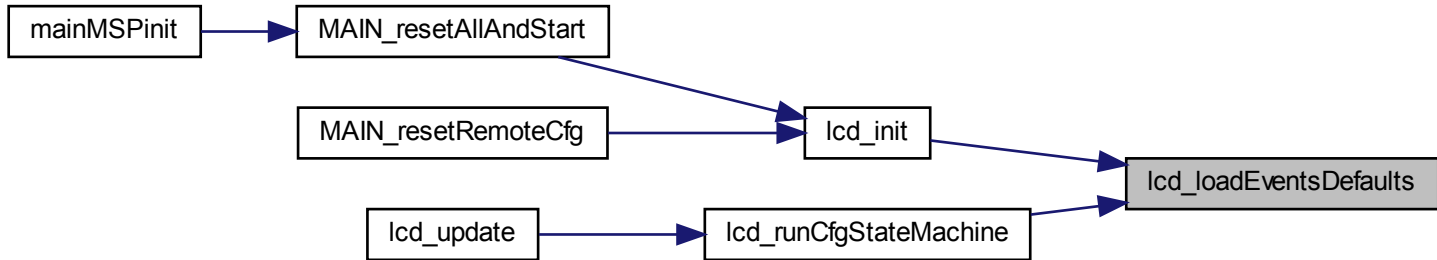 mainMSPinit
MAIN_resetAllAndStart
MAIN_resetRemoteCfg
lcd_init
lcd_loadEventsDefaults
lcd_update
lcd_runCfgStateMachine